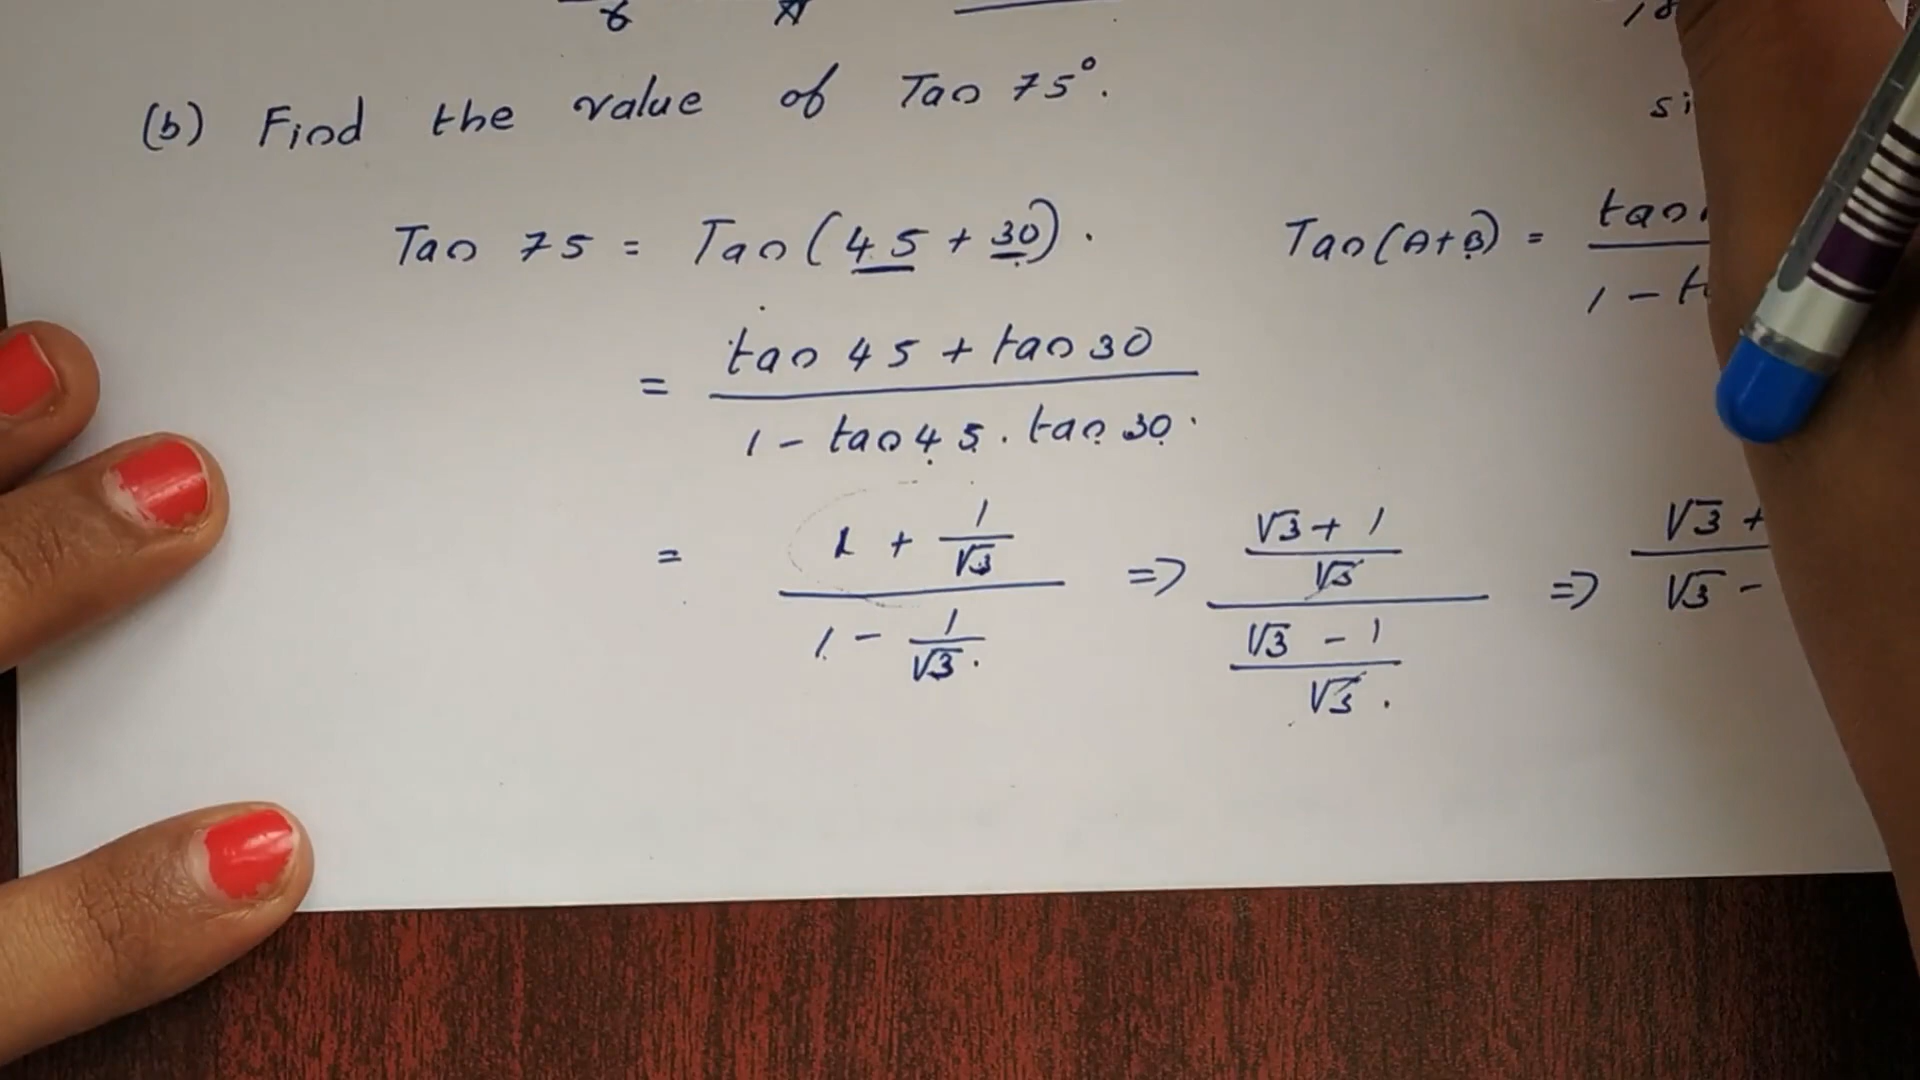 (b) Find the value of Tan 75°.
Tan 75 = Tan(45 + 30).
Tan(A+B) =
= tan 45 + tan 30
1 - tan 45 . tan 30.
= 1 + 1/√3
1 - 1/√3.
=> √3 + 1
√3
√3 - 1
√3.
=> √3 +
√3 -